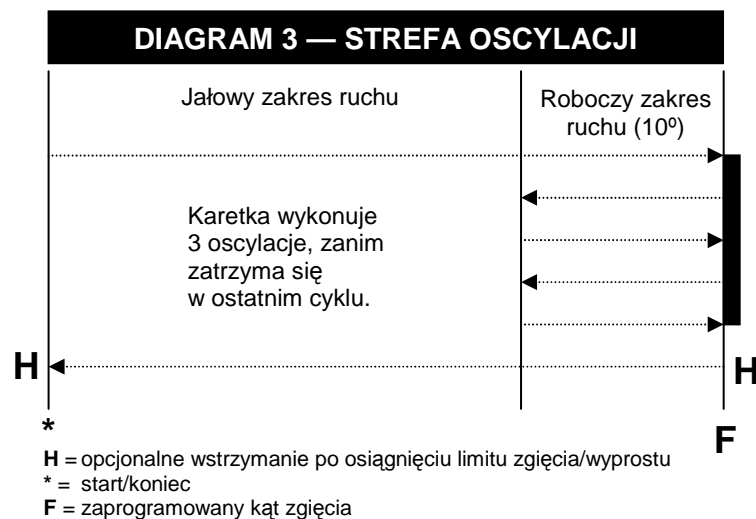 DIAGRAM 3 — STREFA OSCYLACJI
Jałowy zakres ruchu
Roboczy zakres
ruchu (10º)
Karetka wykonuje
3 oscylacje, zanim
zatrzyma się
w ostatnim cyklu.
H
H
*
F
H = opcjonalne wstrzymanie po osiągnięciu limitu zgięcia/wyprostu
* = start/koniec
F = zaprogramowany kąt zgięcia